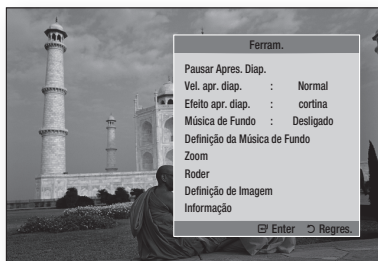 Ferram.
Pausar Apres. Diap.
Vel. apr. diap. : Normal
Efeito apr. diap. : cortina
Música de Fundo : Desligado
Definição da Música de Fundo
Zoom
Roder
Definição de Imagem
Informação
Enter Regres.